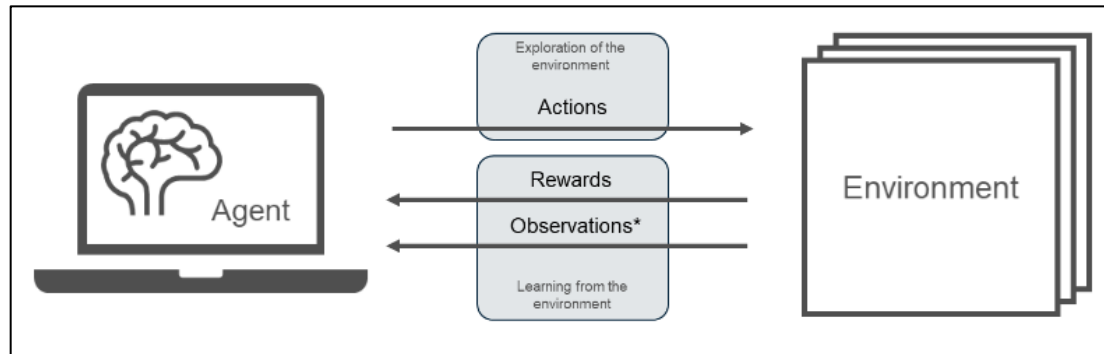 Exploration of the
environment
Actions
Rewards
Observations*
Learning from the
environment
Agent
Environment